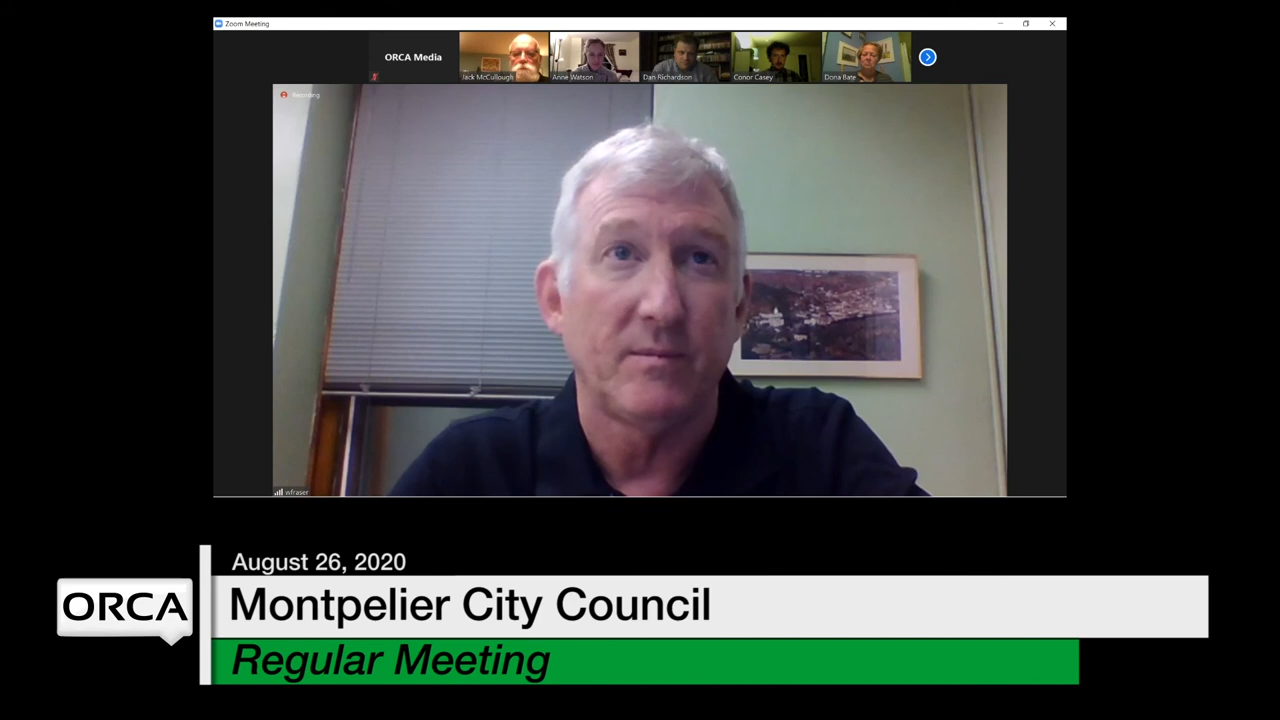 Zoom Meeting
ORCA Media
Jack McCullough
Anne Watson
Dan Richardson
Conor Casey
Dona Bate
Recording
wfraser
August 26, 2020
ORCA
Montpelier City Council
Regular Meeting